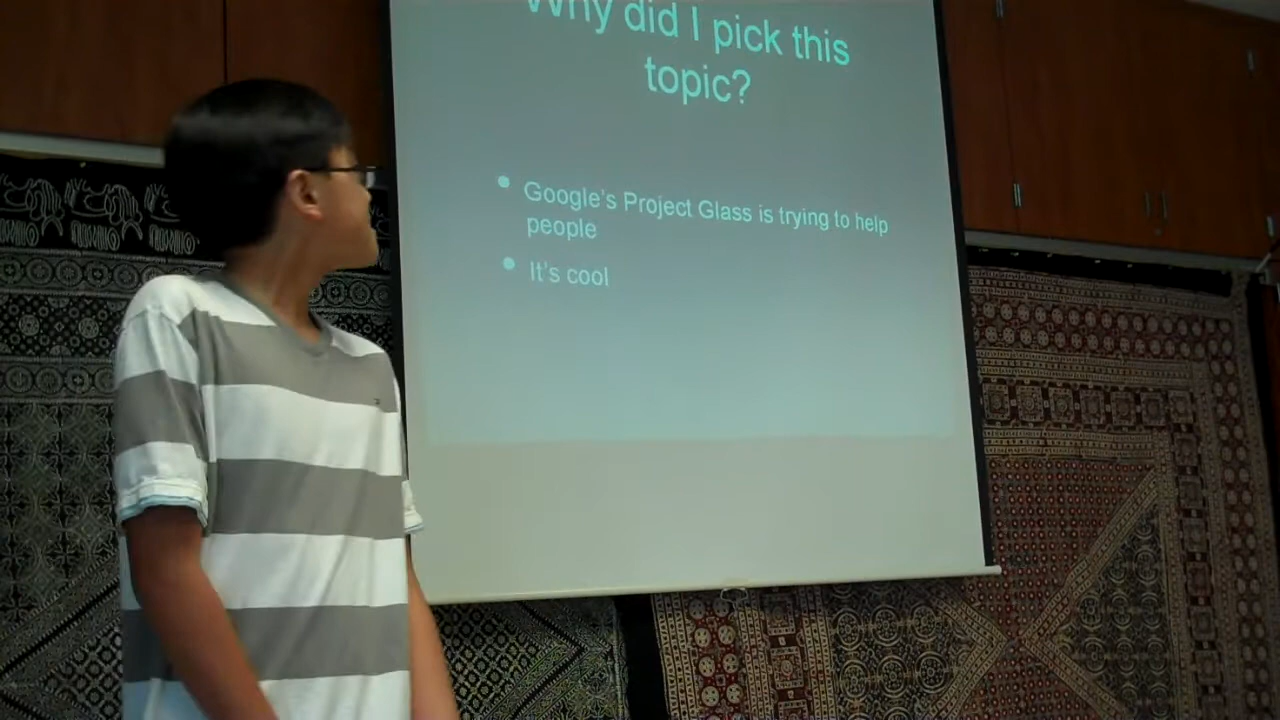 Why did I pick this
topic?
Google's Project Glass is trying to help
people
It's cool